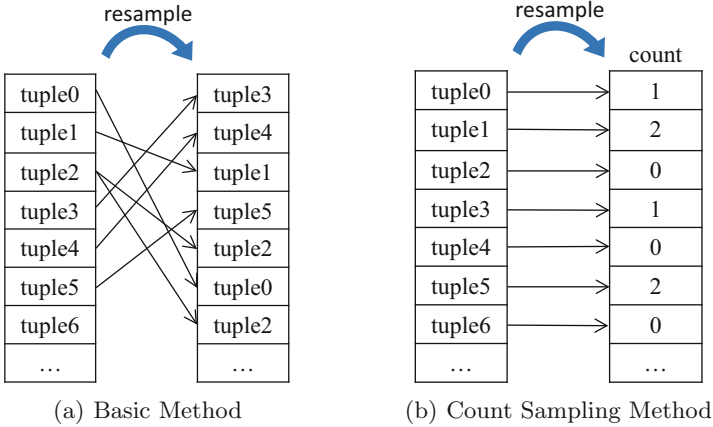 resample
tuple0
tuple1
tuple2
tuple3
tuple4
tuple5
tuple6
...
tuple3
tuple4
tuple1
tuple5
tuple2
tuple0
tuple2
...
(a) Basic Method
resample
count
tuple0 1
tuple1 2
tuple2 0
tuple3 1
tuple4 0
tuple5 2
tuple6 0
... ...
(b) Count Sampling Method